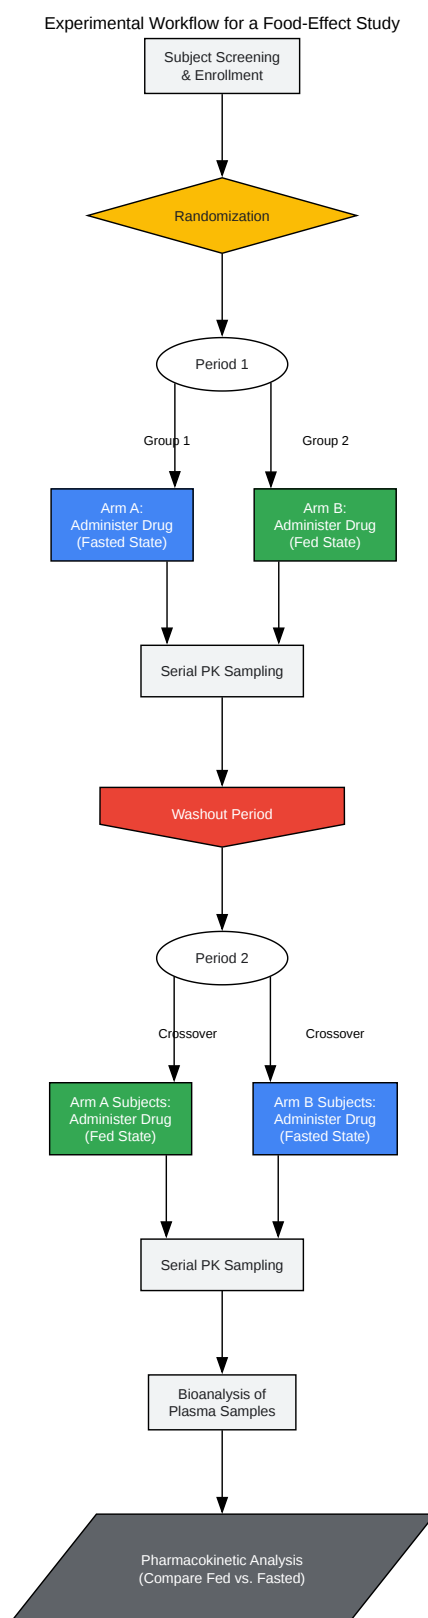 Experimental Workflow for a Food-Effect Study
Subject Screening
& Enrollment
Randomization
Period 1
Group 1
Group 2
Arm A:
Administer Drug
(Fasted State)
Arm B:
Administer Drug
(Fed State)
Serial PK Sampling
Washout Period
Period 2
Crossover
Crossover
Arm A Subjects:
Administer Drug
(Fed State)
Arm B Subjects:
Administer Drug
(Fasted State)
Serial PK Sampling
Bioanalysis of
Plasma Samples
Pharmacokinetic Analysis
(Compare Fed vs. Fasted)